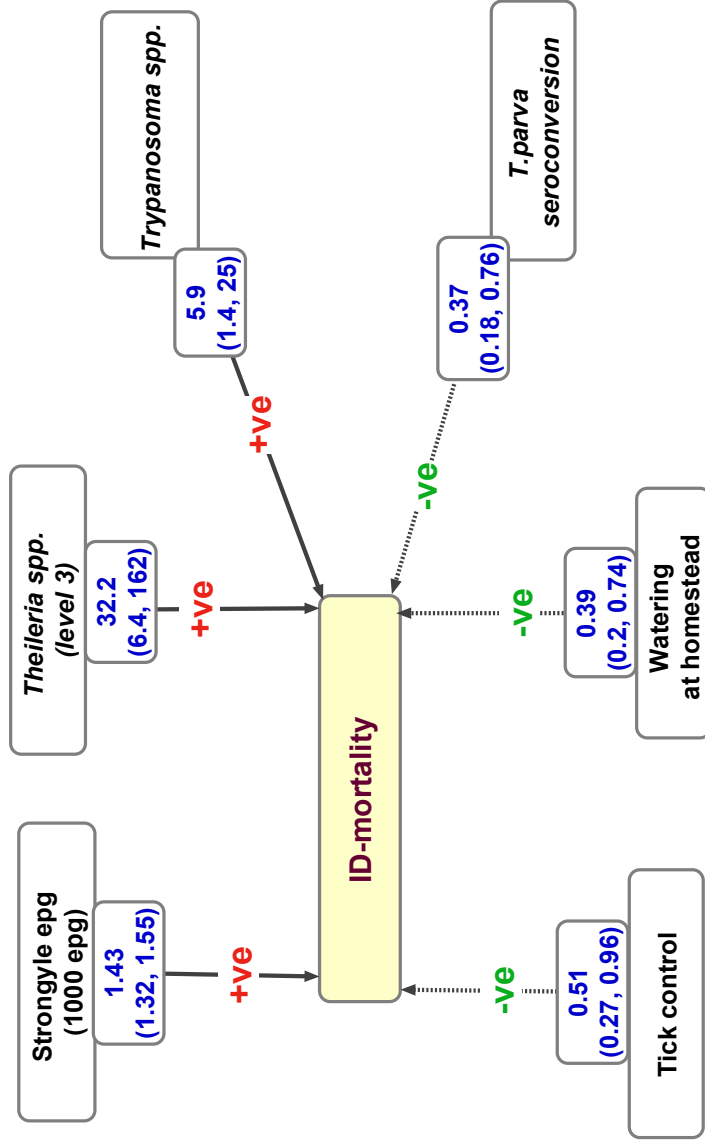 Strongyle epg
(1000 epg)
1.43
(1.32, 1.55)
+ve
Theileria spp.
(level 3)
32.2
(6.4, 162)
+ve
Trypanosoma spp.
5.9
(1.4, 25)
+ve
ID-mortality
-ve
0.51
(0.27, 0.96)
Tick control
-ve
0.39
(0.2, 0.74)
Watering
at homestead
-ve
0.37
(0.18, 0.76)
T.parva
seroconversion